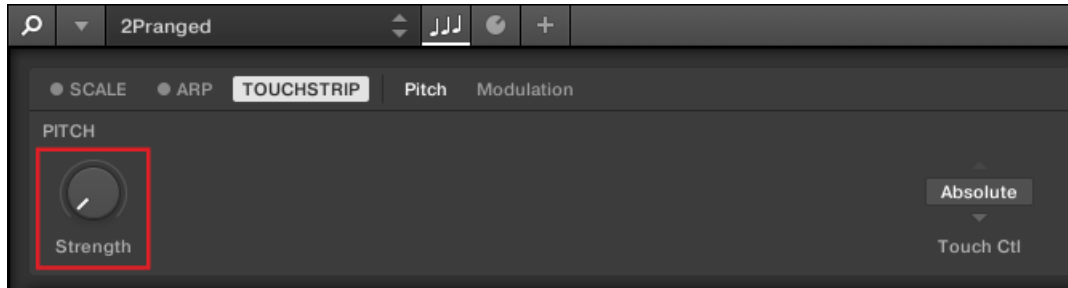 2Pranged
SCALE ARP TOUCHSTRIP Pitch Modulation
PITCH
Absolute
Strength Touch Ctl